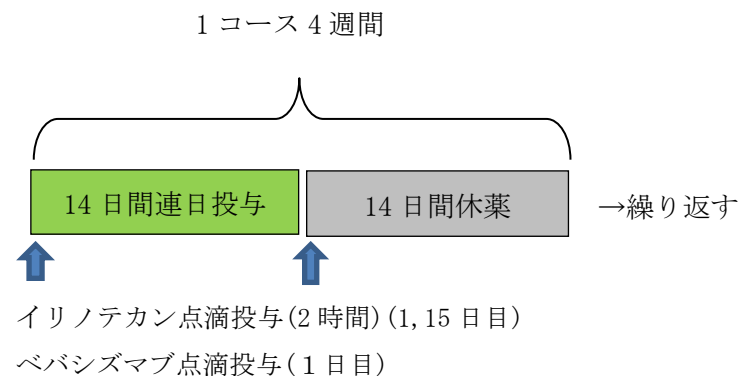 1 コース 4 週間
14 日間連日投与
14 日間休薬
→繰り返す
イリノテカン点滴投与(2 時間)(1,15 日目)
ベバシズマブ点滴投与(１日目)